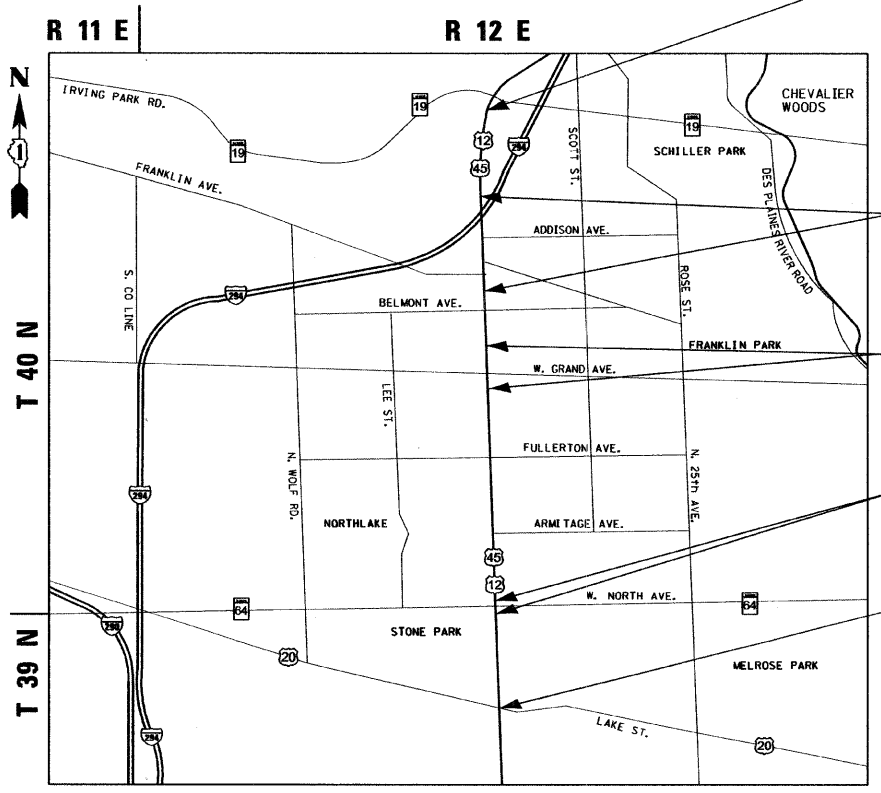 R 11 E
R 12 E
N
1
IRVING PARK RD.
19
19
12
45
294
SCOTT ST.
19
SCHILLER PARK
CHEVALIER
WOODS
FRANKLIN AVE.
DES PLAINES RIVER ROAD
ADDISON AVE.
S. CO LINE
ROSE ST.
294
BELMONT AVE.
T 40 N
FRANKLIN PARK
W. GRAND AVE.
LEE ST.
FULLERTON AVE.
N. WOLF RD.
N. 25th AVE.
294
NORTHLAKE
ARMITAGE AVE.
45
12
W. NORTH AVE.
64
64
STONE PARK
T 39 N
20
MELROSE PARK
LAKE ST.
294
20